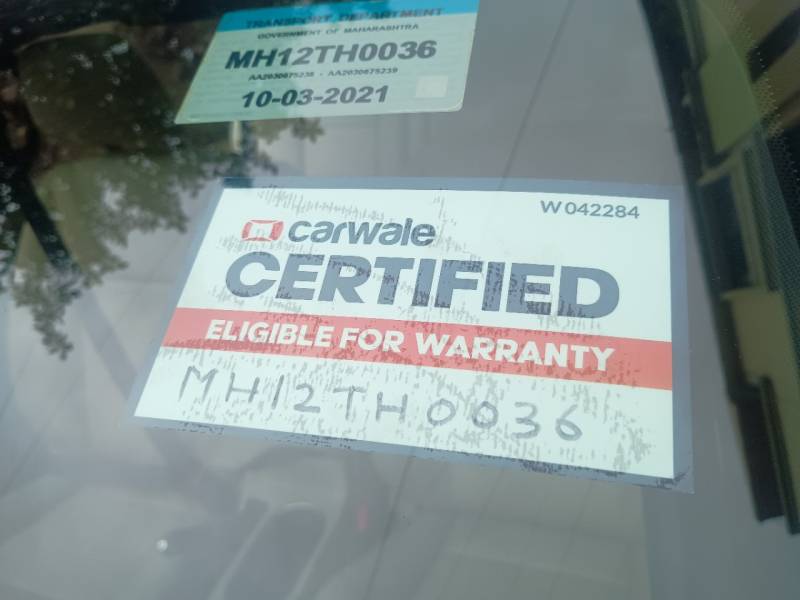 TRANSPORT DEPARTMENT
GOVERNMENT OF MAHARASHTRA
MH12TH0036
AA2030675238 - AA2030675239
10-03-2021
W042284
carwale
CERTIFIED
ELIGIBLE FOR WARRANTY
MH12TH0036